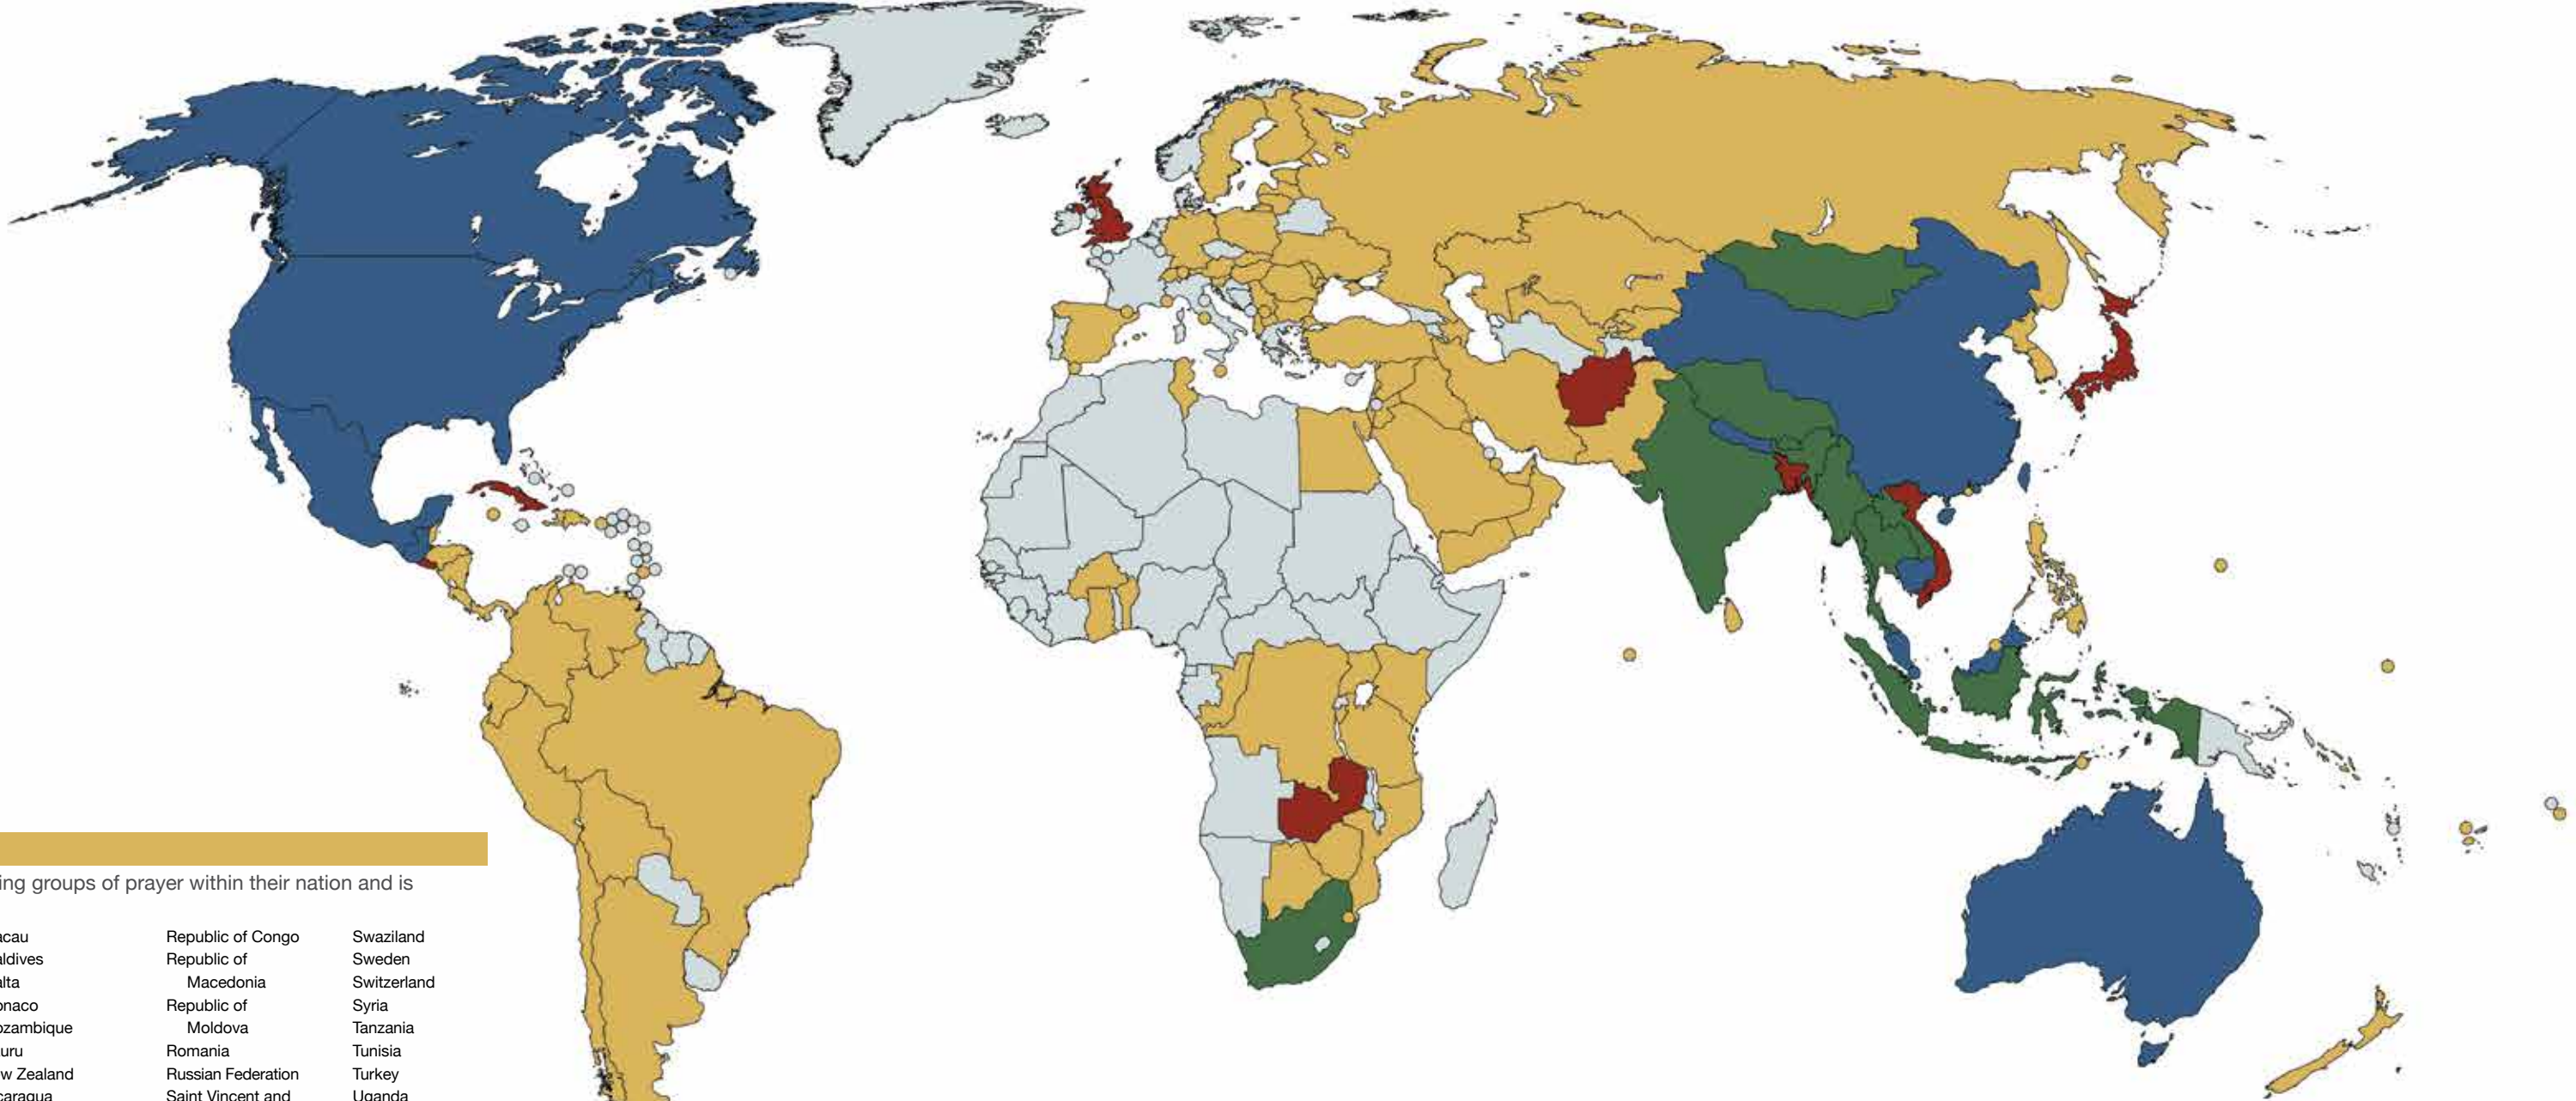 ing groups of prayer within their nation and is
acau
aldives
alta
onaco
ozambique
uru
w Zealand
caragua
Republic of Congo
Republic of
Macedonia
Republic of
Moldova
Romania
Russian Federation
Saint Vincent and
Swaziland
Sweden
Switzerland
Syria
Tanzania
Tunisia
Turkey
Uganda